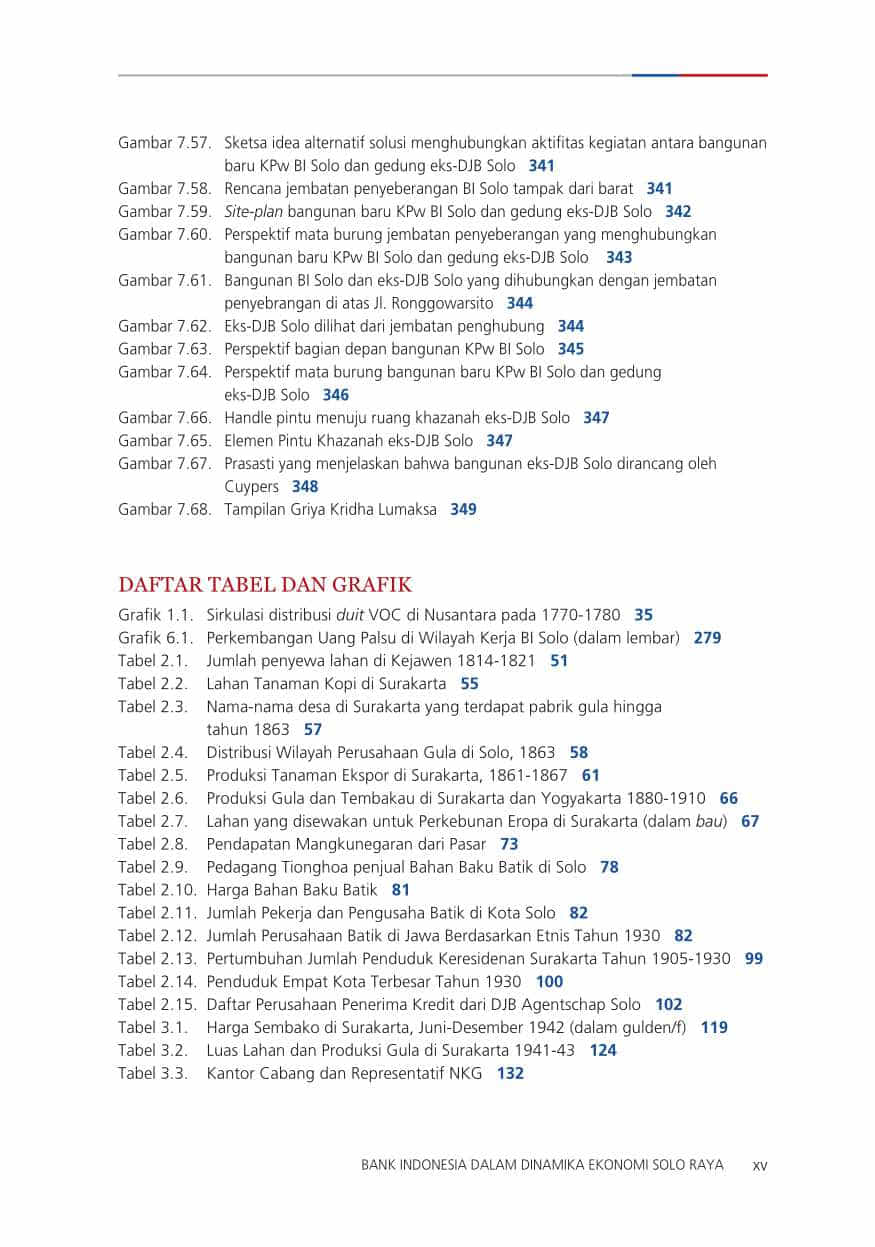 Gambar 7.57. Sketsa idea alternatif solusi menghubungkan aktifitas kegiatan antara bangunan
baru KPw BI Solo dan gedung eks-DJB Solo 341
Gambar 7.58. Rencana jembatan penyeberangan BI Solo tampak dari barat 341
Gambar 7.59. Site-plan bangunan baru KPw BI Solo dan gedung eks-DJB Solo 342
Gambar 7.60. Perspektif mata burung jembatan penyeberangan yang menghubungkan
bangunan baru KPw BI Solo dan gedung eks-DJB Solo 343
Gambar 7.61. Bangunan BI Solo dan eks-DJB Solo yang dihubungkan dengan jembatan
penyebrangan di atas Jl. Ronggowarsito 344
Gambar 7.62. Eks-DJB Solo dilihat dari jembatan penghubung 344
Gambar 7.63. Perspektif bagian depan bangunan KPw BI Solo 345
Gambar 7.64. Perspektif mata burung bangunan baru KPw BI Solo dan gedung
eks-DJB Solo 346
Gambar 7.66. Handle pintu menuju ruang khazanah eks-DJB Solo 347
Gambar 7.65. Elemen Pintu Khazanah eks-DJB Solo 347
Gambar 7.67. Prasasti yang menjelaskan bahwa bangunan eks-DJB Solo dirancang oleh
Cuypers 348
Gambar 7.68. Tampilan Griya Kridha Lumaksa 349
DAFTAR TABEL DAN GRAFIK
Grafik 1.1. Sirkulasi distribusi duit VOC di Nusantara pada 1770-1780 35
Grafik 6.1. Perkembangan Uang Palsu di Wilayah Kerja BI Solo (dalam lembar) 279
Tabel 2.1. Jumlah penyewa lahan di Kejawen 1814-1821 51
Tabel 2.2. Lahan Tanaman Kopi di Surakarta 55
Tabel 2.3. Nama-nama desa di Surakarta yang terdapat pabrik gula hingga
tahun 1863 57
Tabel 2.4. Distribusi Wilayah Perusahaan Gula di Solo, 1863 58
Tabel 2.5. Produksi Tanaman Ekspor di Surakarta, 1861-1867 61
Tabel 2.6. Produksi Gula dan Tembakau di Surakarta dan Yogyakarta 1880-1910 66
Tabel 2.7. Lahan yang disewakan untuk Perkebunan Eropa di Surakarta (dalam bau) 67
Tabel 2.8. Pendapatan Mangkunegaran dari Pasar 73
Tabel 2.9. Pedagang Tionghoa penjual Bahan Baku Batik di Solo 78
Tabel 2.10. Harga Bahan Baku Batik 81
Tabel 2.11. Jumlah Pekerja dan Pengusaha Batik di Kota Solo 82
Tabel 2.12. Jumlah Perusahaan Batik di Jawa Berdasarkan Etnis Tahun 1930 82
Tabel 2.13. Pertumbuhan Jumlah Penduduk Keresidenan Surakarta Tahun 1905-1930 99
Tabel 2.14. Penduduk Empat Kota Terbesar Tahun 1930 100
Tabel 2.15. Daftar Perusahaan Penerima Kredit dari DJB Agentschap Solo 102
Tabel 3.1. Harga Sembako di Surakarta, Juni-Desember 1942 (dalam gulden/f) 119
Tabel 3.2. Luas Lahan dan Produksi Gula di Surakarta 1941-43 124
Tabel 3.3. Kantor Cabang dan Representatif NKG 132
BANK INDONESIA DALAM DINAMIKA EKONOMI SOLO RAYA xv